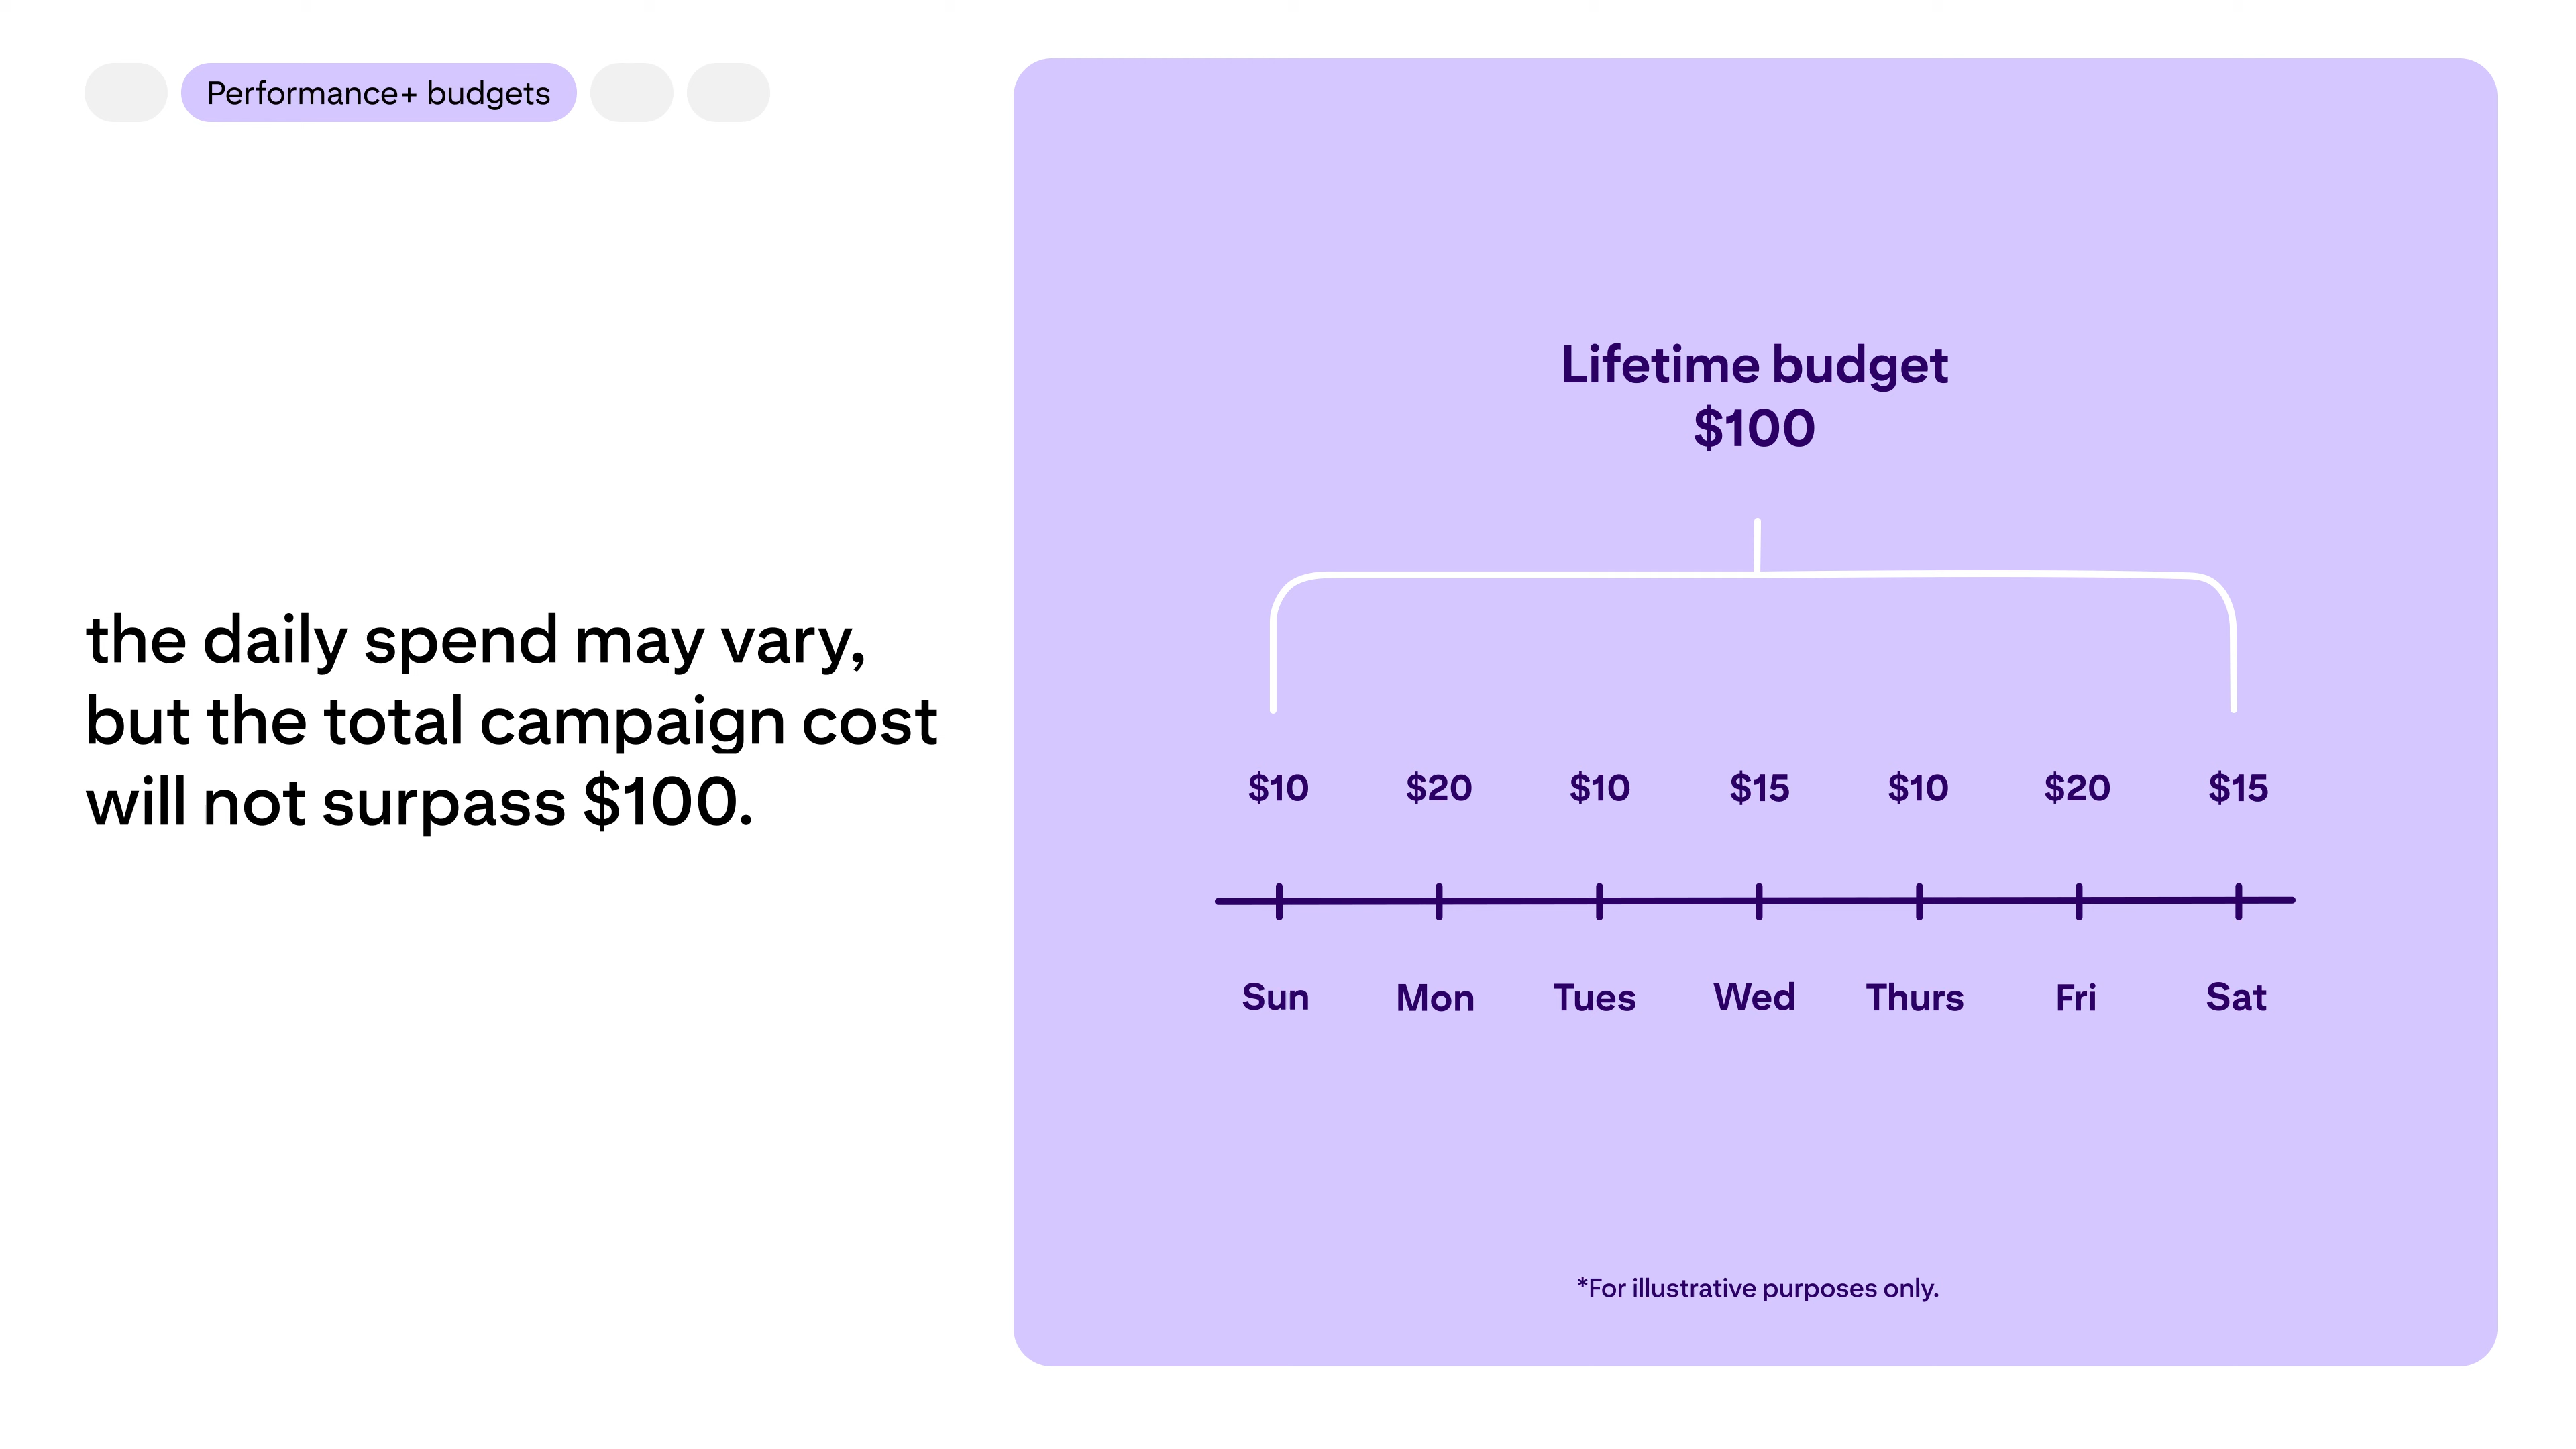 Performance+ budgets
the daily spend may vary,
but the total campaign cost
will not surpass $100.
Lifetime budget
$100
$10 $20 $10 $15 $10 $20 $15
Sun Mon Tues Wed Thurs Fri Sat
*For illustrative purposes only.